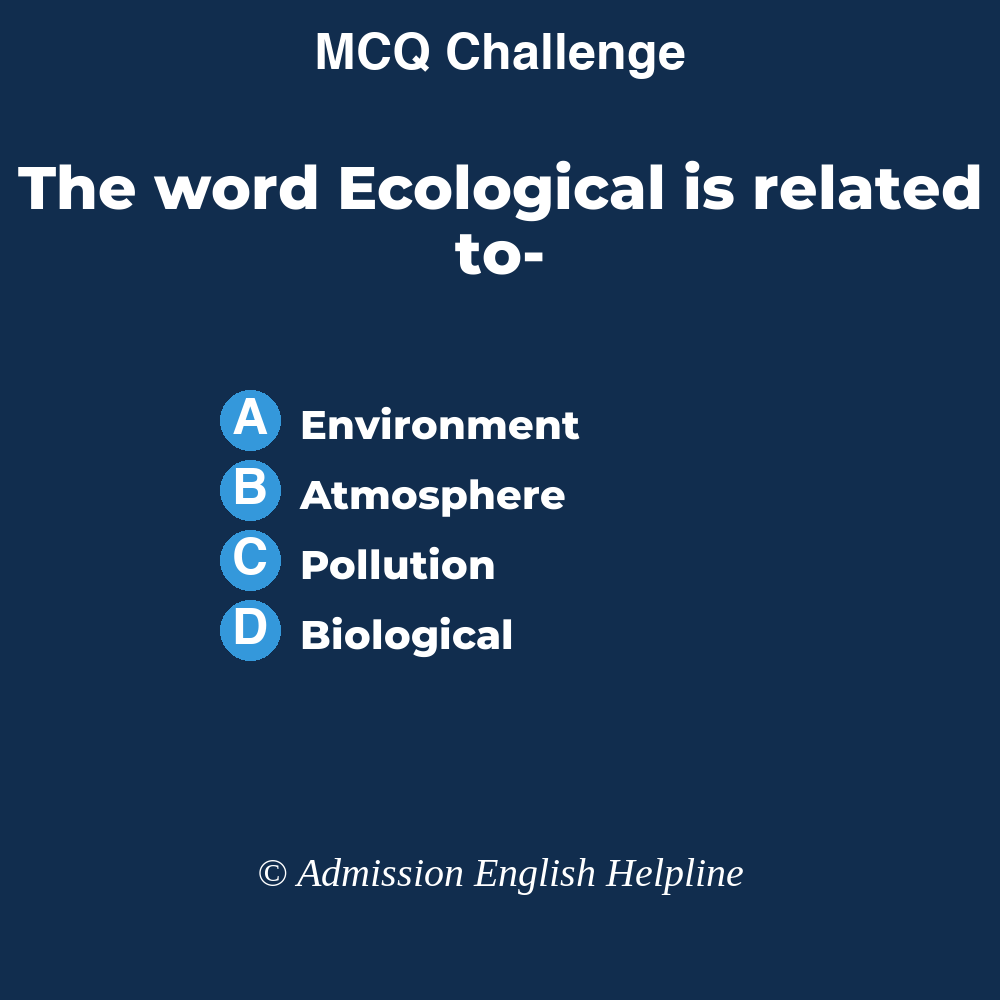 MCQ Challenge
The word Ecological is related
to-
A Environment
B Atmosphere
C Pollution
D Biological
© Admission English Helpline